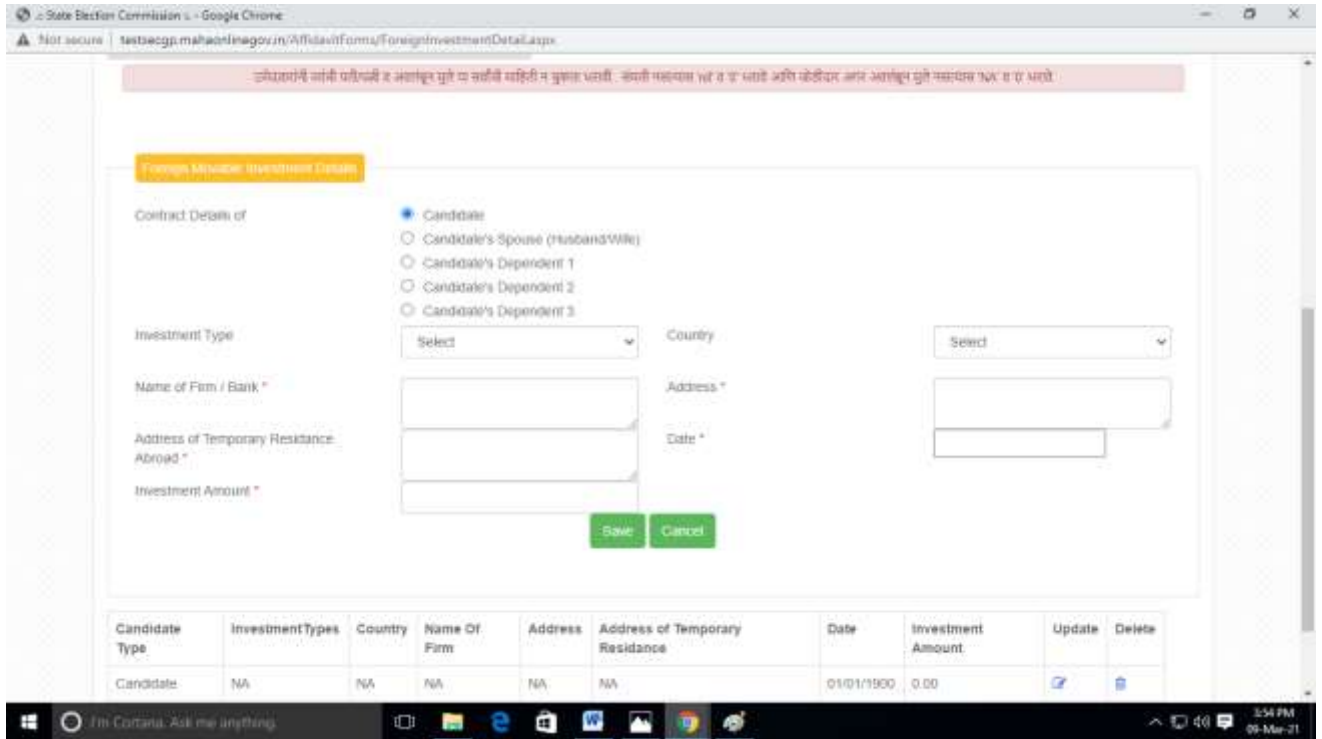 State Election Commission :. - Google Chrome
Not secure | testsecgp.mahaonlinegov.in/AffidavitForms/ForeignInvestmentDetail.aspx
Foreign Movable Investment Details
Contract Details of
Candidate
Candidate's Spouse (Husband/Wife)
Candidate's Dependent 1
Candidate's Dependent 2
Candidate's Dependent 3
Investment Type Select Country Select
Name of Firm / Bank * Address *
Address of Temporary Residance Abroad * Date *
Investment Amount *
Save Cancel
Candidate Type InvestmentTypes Country Name Of Firm Address Address of Temporary Residance Date Investment Amount Update Delete
Candidate NA NA NA NA NA 01/01/1900 0.00
I'm Cortana. Ask me anything.
3:54 PM
09-Mar-21